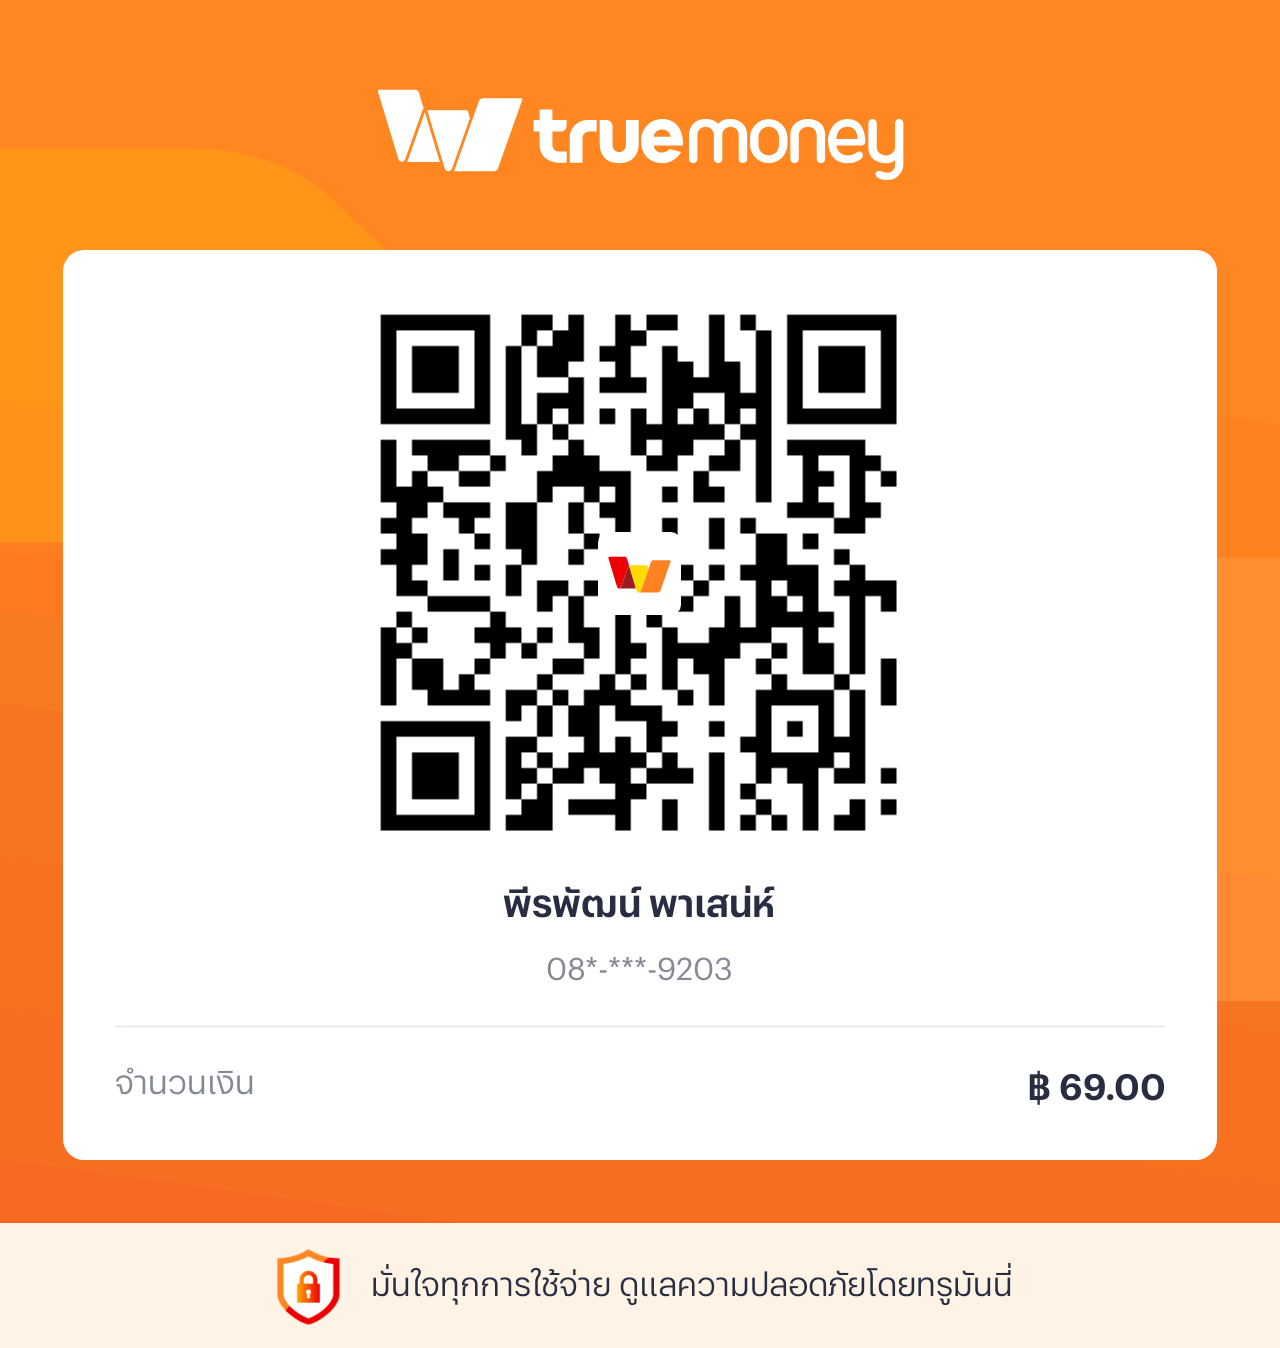 truemoney
พีรพัฒน์ พาเสน่ห์
08*-***-9203
จำนวนเงิน
฿ 69.00
มั่นใจทุกการใช้จ่าย ดูแลความปลอดภัยโดยทรูมันนี่